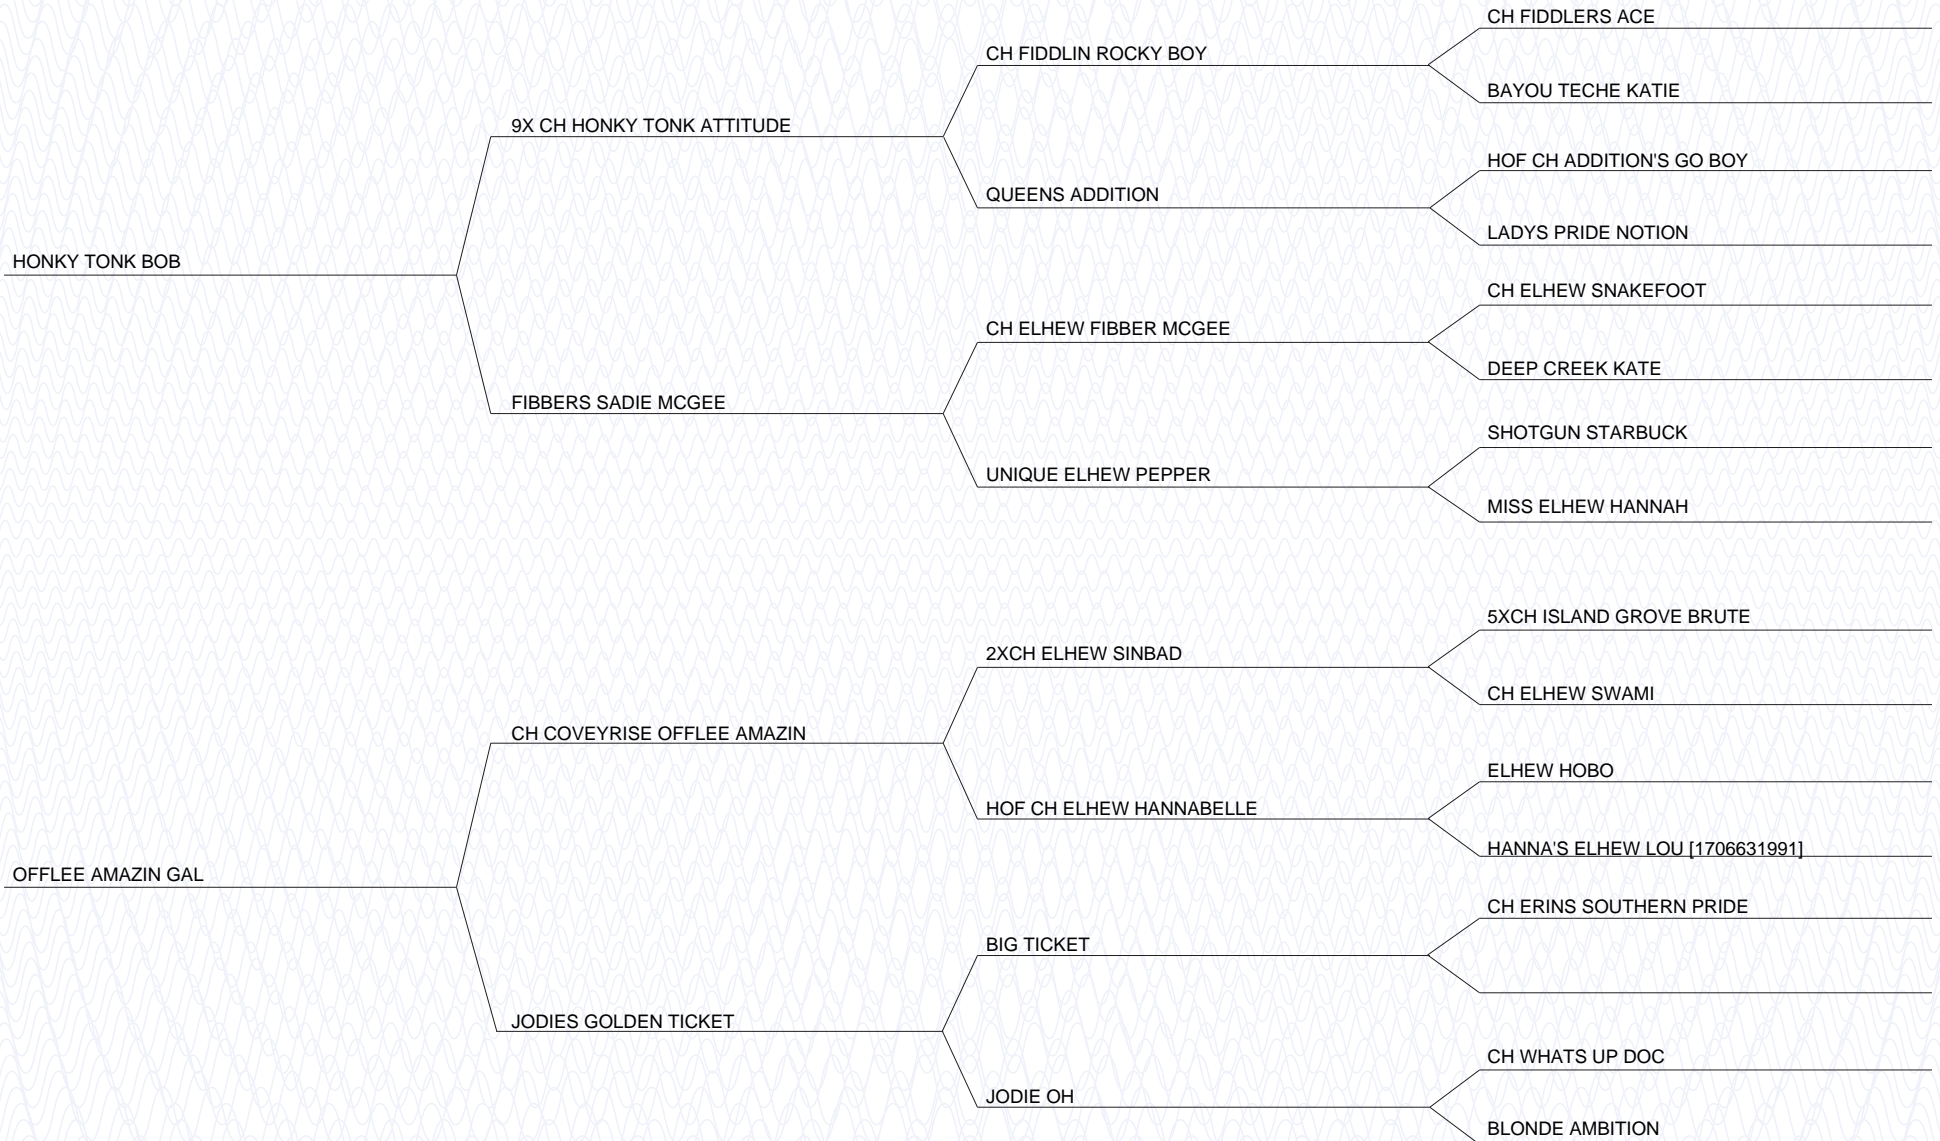 CH FIDDLERS ACE
CH FIDDLIN ROCKY BOY
BAYOU TECHE KATIE
9X CH HONKY TONK ATTITUDE
HOF CH ADDITION'S GO BOY
QUEENS ADDITION
LADYS PRIDE NOTION
HONKY TONK BOB
CH ELHEW SNAKEFOOT
CH ELHEW FIBBER MCGEE
DEEP CREEK KATE
FIBBERS SADIE MCGEE
SHOTGUN STARBUCK
UNIQUE ELHEW PEPPER
MISS ELHEW HANNAH
5XCH ISLAND GROVE BRUTE
2XCH ELHEW SINBAD
CH ELHEW SWAMI
CH COVEYRISE OFFLEE AMAZIN
ELHEW HOBO
HOF CH ELHEW HANNABELLE
HANNA'S ELHEW LOU [1706631991]
OFFLEE AMAZIN GAL
CH ERINS SOUTHERN PRIDE
BIG TICKET
JODIES GOLDEN TICKET
CH WHATS UP DOC
JODIE OH
BLONDE AMBITION